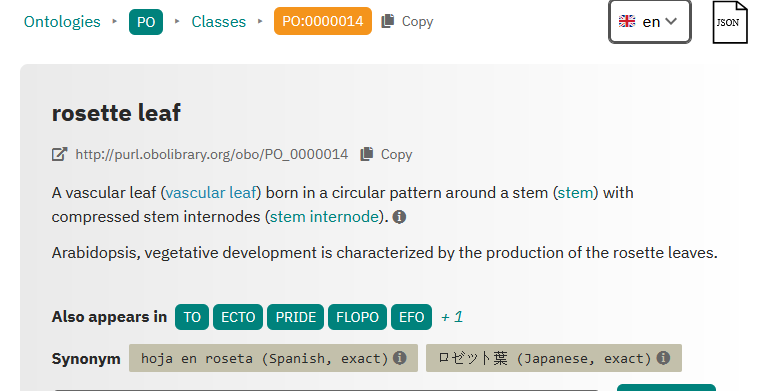 Ontologies ▸ PO ▸ Classes ▸ PO:0000014 Copy en JSON
rosette leaf
http://purl.obolibrary.org/obo/PO_0000014 Copy
A vascular leaf (vascular leaf) born in a circular pattern around a stem (stem) with
compressed stem internodes (stem internode).
Arabidopsis, vegetative development is characterized by the production of the rosette leaves.
Also appears in TO ECTO PRIDE FLOPO EFO + 1
Synonym hoja en roseta (Spanish, exact) ロゼット葉 (Japanese, exact)